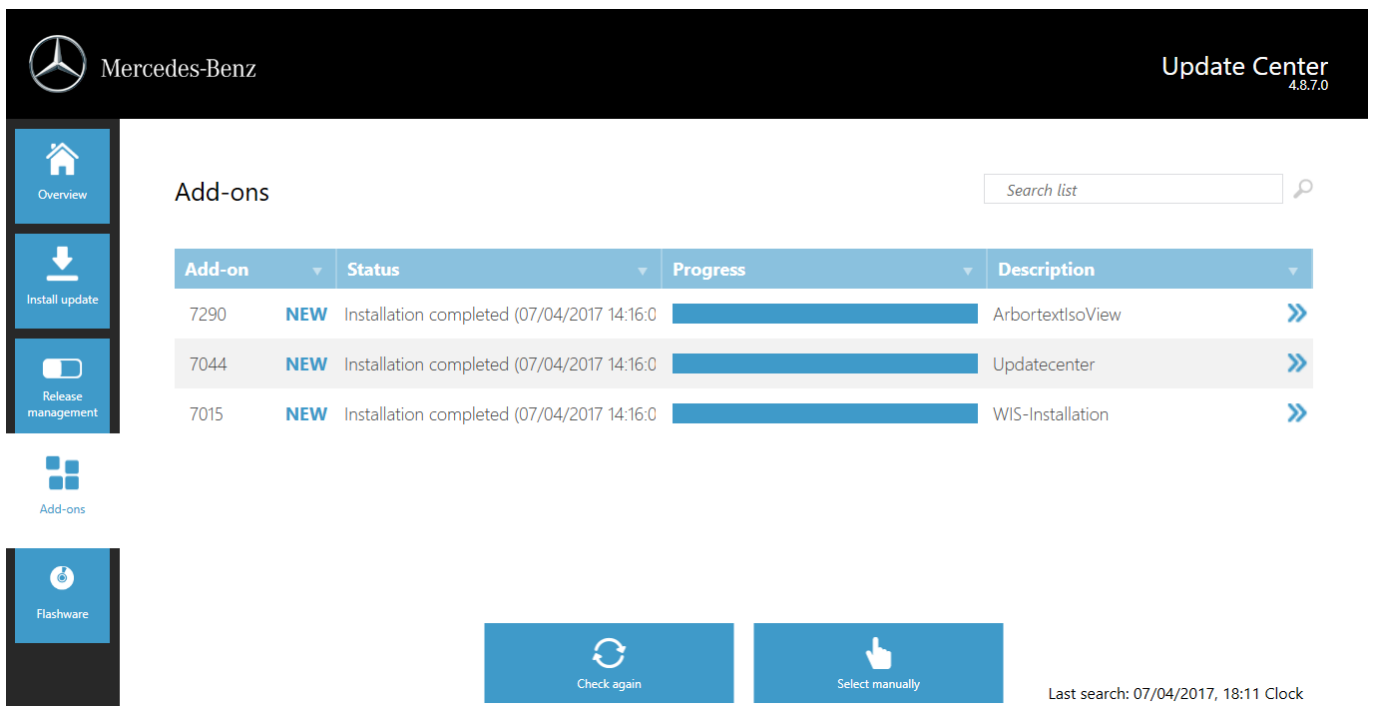 Mercedes-Benz
Update Center
4.8.7.0
Overview
Install update
Release
management
Add-ons
Flashware
Add-ons
Search list
Add-on Status Progress Description
7290 NEW Installation completed (07/04/2017 14:16:0 ArbortextIsoView
7044 NEW Installation completed (07/04/2017 14:16:0 Updatecenter
7015 NEW Installation completed (07/04/2017 14:16:0 WIS-Installation
Check again
Select manually
Last search: 07/04/2017, 18:11 Clock